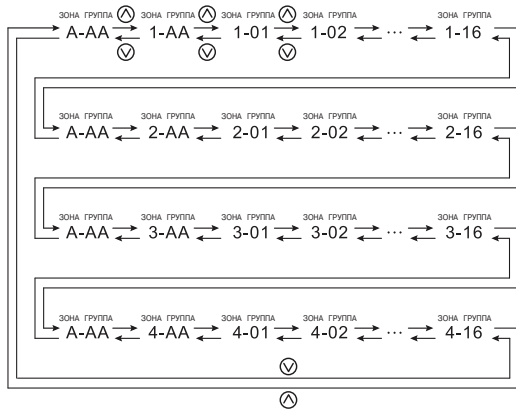 ЗОНА ГРУППА ЗОНА ГРУППА ЗОНА ГРУППА ЗОНА ГРУППА ЗОНА ГРУППА
A-AA 1-AA 1-01 1-02 ... 1-16
ЗОНА ГРУППА ЗОНА ГРУППА ЗОНА ГРУППА ЗОНА ГРУППА ЗОНА ГРУППА
A-AA 2-AA 2-01 2-02 ... 2-16
ЗОНА ГРУППА ЗОНА ГРУППА ЗОНА ГРУППА ЗОНА ГРУППА ЗОНА ГРУППА
A-AA 3-AA 3-01 3-02 ... 3-16
ЗОНА ГРУППА ЗОНА ГРУППА ЗОНА ГРУППА ЗОНА ГРУППА ЗОНА ГРУППА
A-AA 4-AA 4-01 4-02 ... 4-16